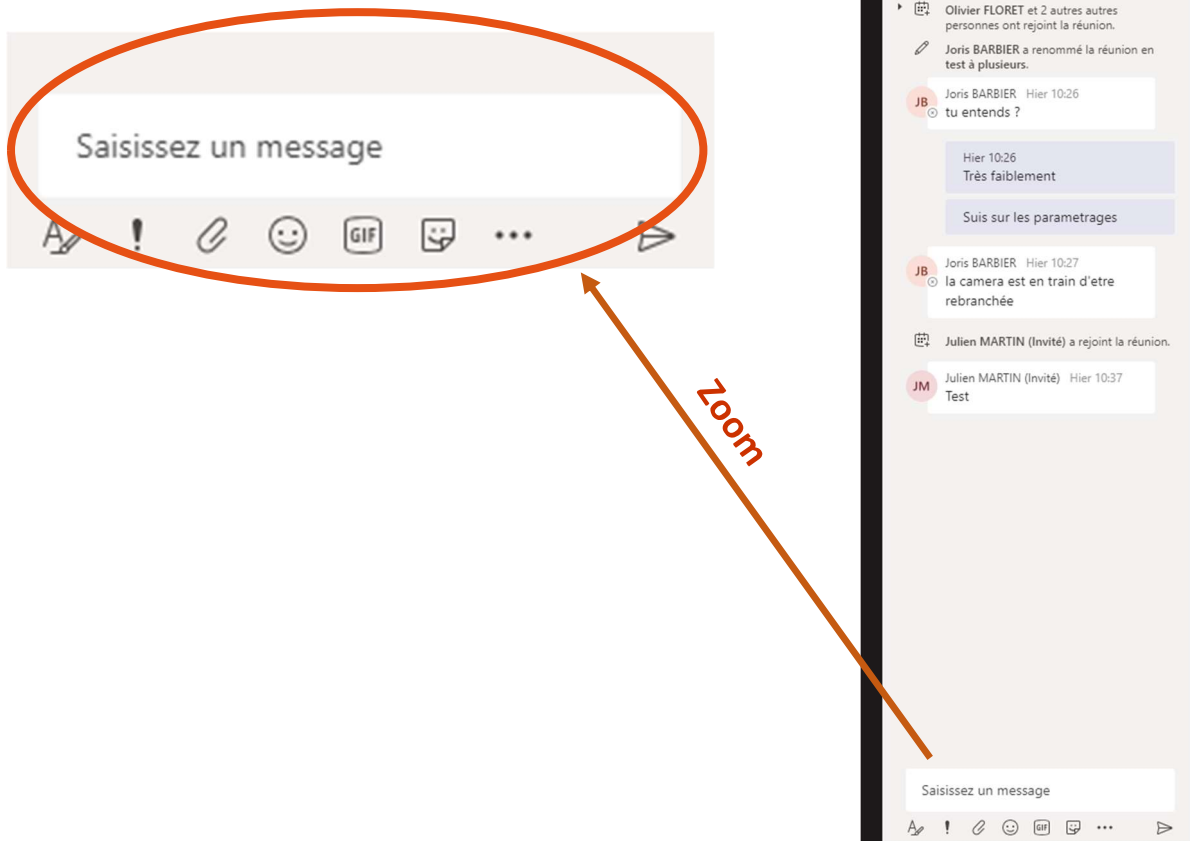 Saisissez un message
GIF
zoom
Olivier FLORET et 2 autres autres
personnes ont rejoint la réunion.
Joris BARBIER a renommé la réunion en
test à plusieurs.
JB
Joris BARBIER Hier 10:26
tu entends ?
Hier 10:26
Très faiblement
Suis sur les parametrages
JB
Joris BARBIER Hier 10:27
la camera est en train d'etre
rebranchée
Julien MARTIN (Invité) a rejoint la réunion.
JM
Julien MARTIN (Invité) Hier 10:37
Test
Saisissez un message
GIF